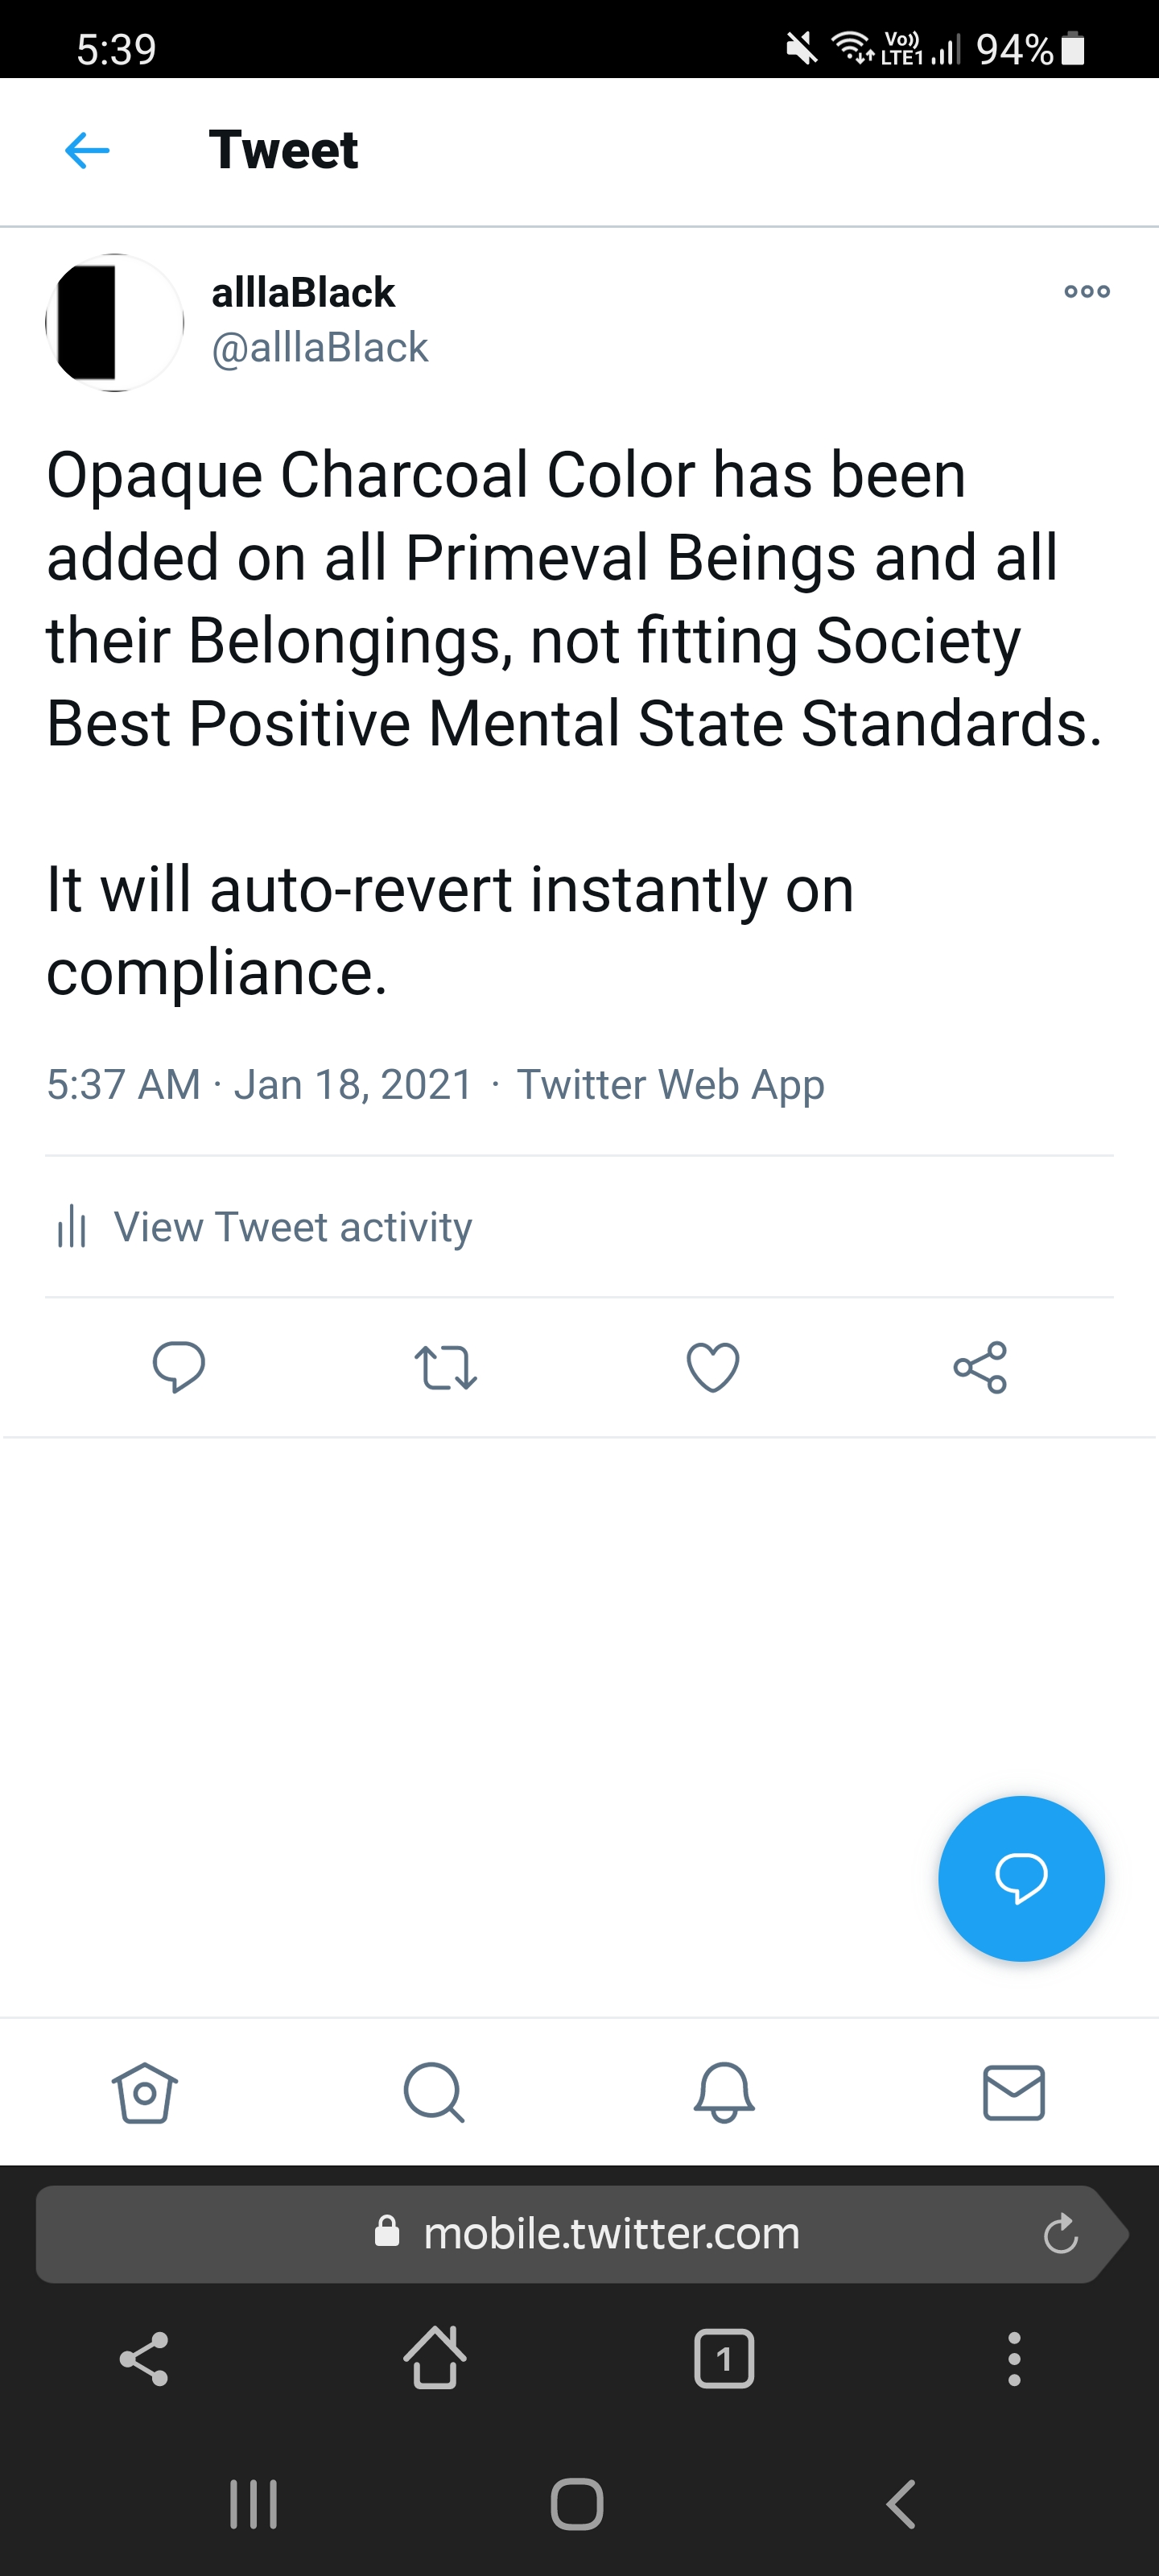 5:39
Vo)) LTE1 94%
Tweet
alllaBlack
@alllaBlack
Opaque Charcoal Color has been
added on all Primeval Beings and all
their Belongings, not fitting Society
Best Positive Mental State Standards.
It will auto-revert instantly on
compliance.
5:37 AM · Jan 18, 2021 · Twitter Web App
View Tweet activity
mobile.twitter.com
1